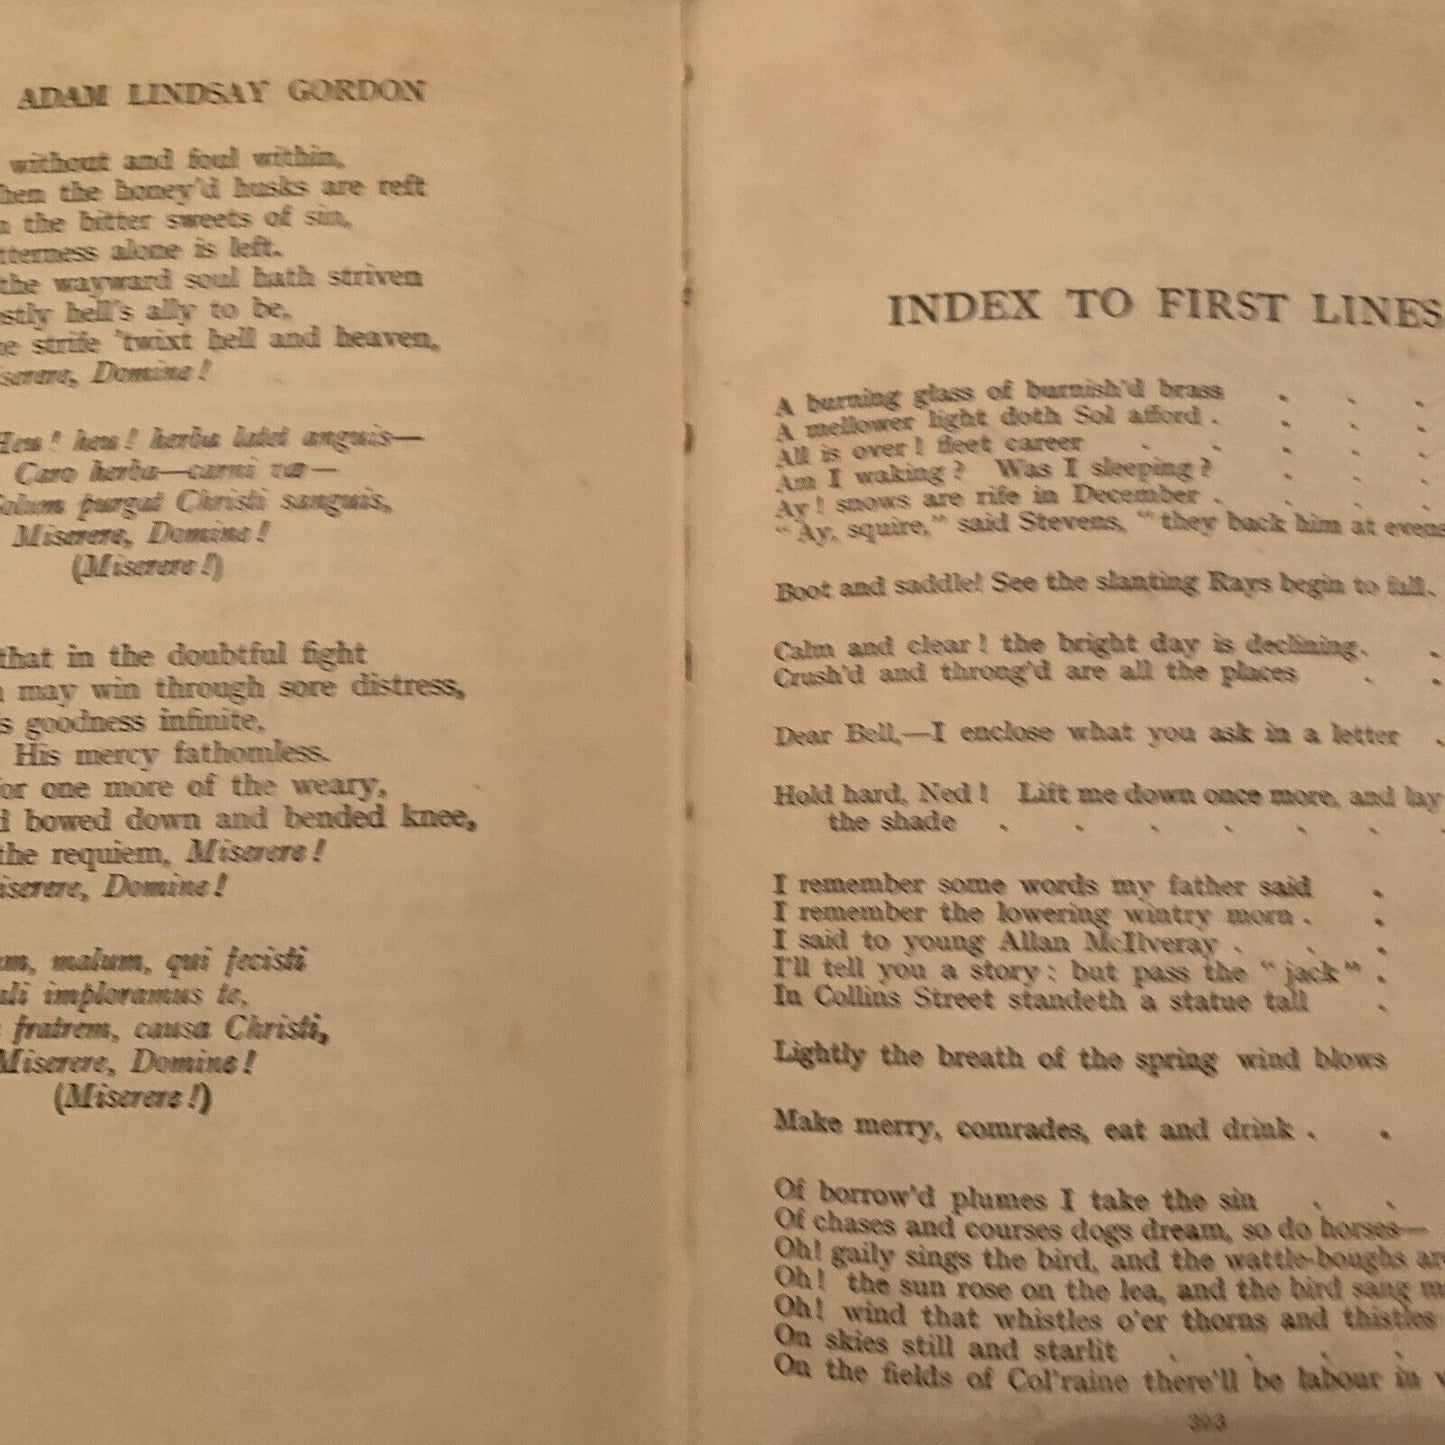 ADAM LINDSAY GORDON
without and foul within,
the honey'd husks are reft
the bitter sweets of sin,
alone is left.
the wayward soul hath striven
hell's ally to be,
strife 'twixt hell and heaven,
Domine!
heu! herba latet anguis—
Caro herba—carni væ—
purgat Christi sanguis,
Miserere, Domine!
(Miserere!)
that in the doubtful fight
may win through sore distress,
goodness infinite,
His mercy fathomless.
for one more of the weary,
bowed down and bended knee,
the requiem, Miserere!
Domine!
malum, qui fecisti
imploramus te,
fratrem, causa Christi,
Miserere, Domine!
(Miserere!)
INDEX TO FIRST LINES
A burning glass of burnish'd brass
A mellower light doth Sol afford
All is over! fleet career
Am I waking? Was I sleeping?
Ay! snows are rife in December
"Ay, squire," said Stevens, "they back him at evens
Boot and saddle! See the slanting Rays begin to fall.
Calm and clear! the bright day is declining.
Crush'd and throng'd are all the places
Dear Bell,—I enclose what you ask in a letter
Hold hard, Ned! Lift me down once more, and lay
the shade
I remember some words my father said
I remember the lowering wintry morn
I said to young Allan McIlveray
I'll tell you a story: but pass the "jack"
In Collins Street standeth a statue tall
Lightly the breath of the spring wind blows
Make merry, comrades, eat and drink
Of borrow'd plumes I take the sin
Of chases and courses dogs dream, so do horses—
Oh! gaily sings the bird, and the wattle-boughs
Oh! the sun rose on the lea, and the bird sang
Oh! wind that whistles o'er thorns and thistles
On skies still and starlit
On the fields of Col'raine there'll be labour in
303